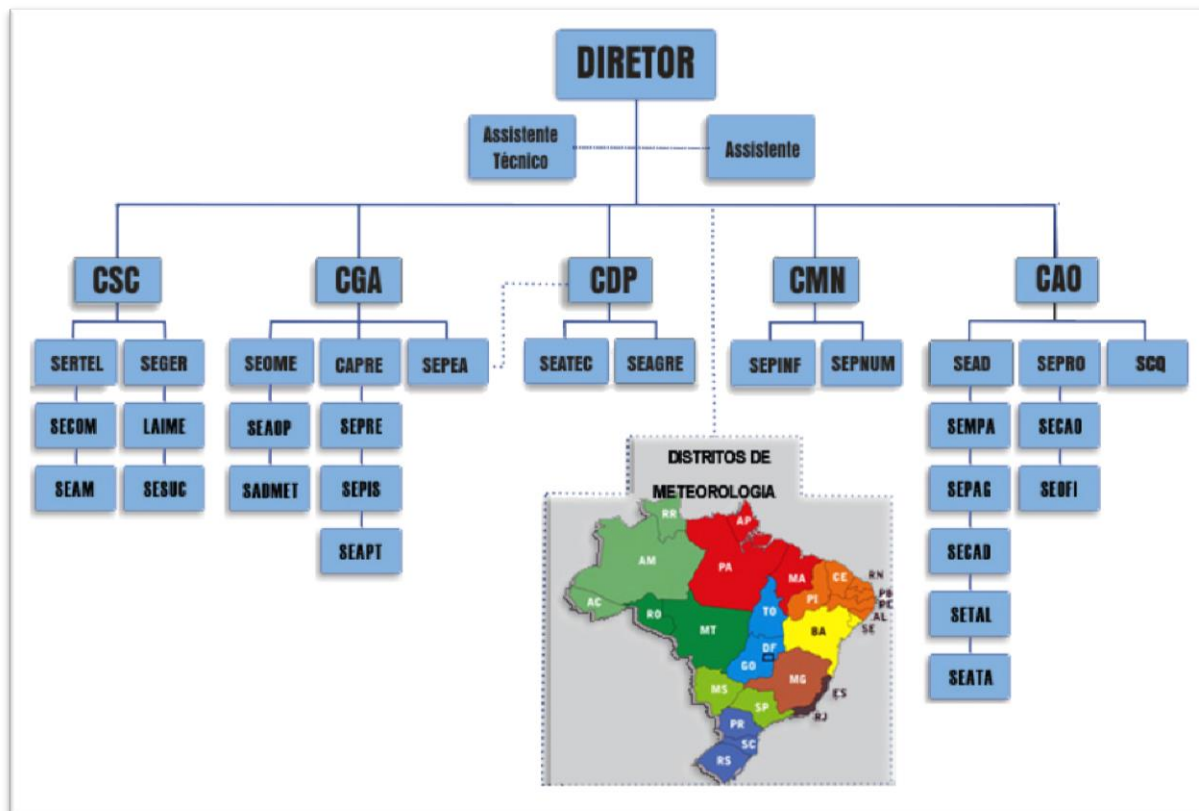 DIRETOR
Assistente
Técnico
Assistente
CSC
CGA
CDP
CMN
CAO
SERTEL
SEGER
SEOME
CAPRE
SEPEA
SEATEC
SEAGRE
SEPINF
SEPNUM
SEAD
SEPRO
SCQ
SECOM
LAIME
SEAOP
SEPRE
SEMPA
SECAO
SEAM
SESUC
SADMET
SEPIS
SEPAG
SEOFI
SEAPT
SECAD
SETAL
SEATA
DISTRITOS DE
METEOROLOGIA
RR
AP
AM
PA
MA
CE
RN
PB
PE
AL
SE
PI
AC
RO
TO
MT
BA
DF
GO
MG
MS
ES
SP
RJ
PR
SC
RS